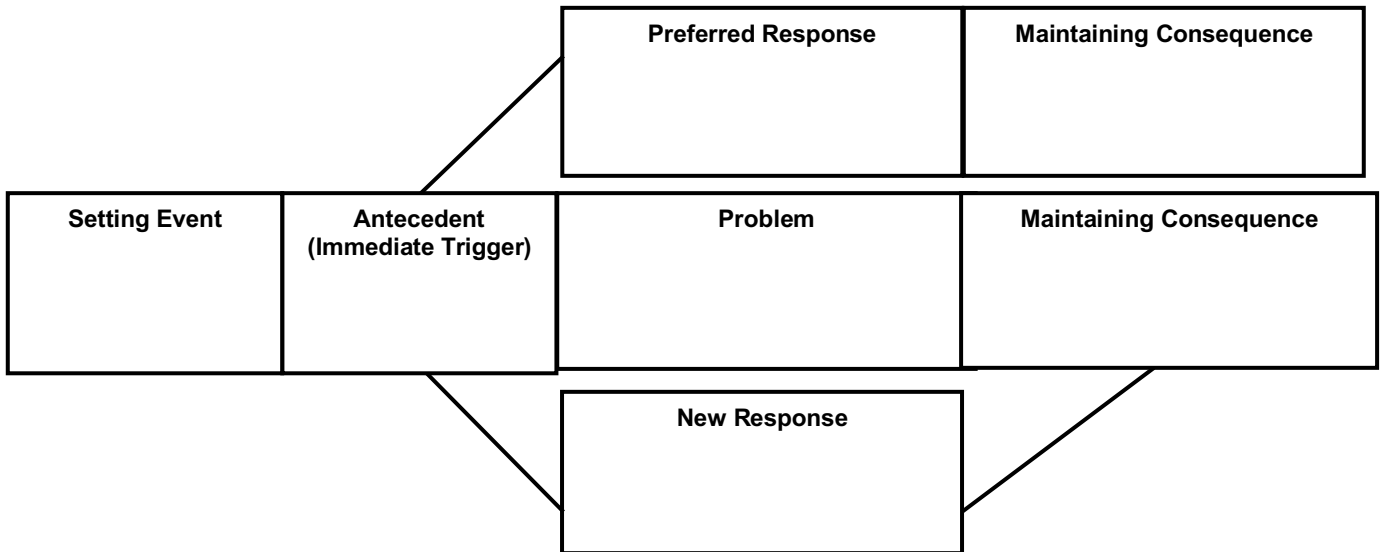 Preferred Response
Maintaining Consequence
Setting Event
Antecedent
(Immediate Trigger)
Problem
Maintaining Consequence
New Response